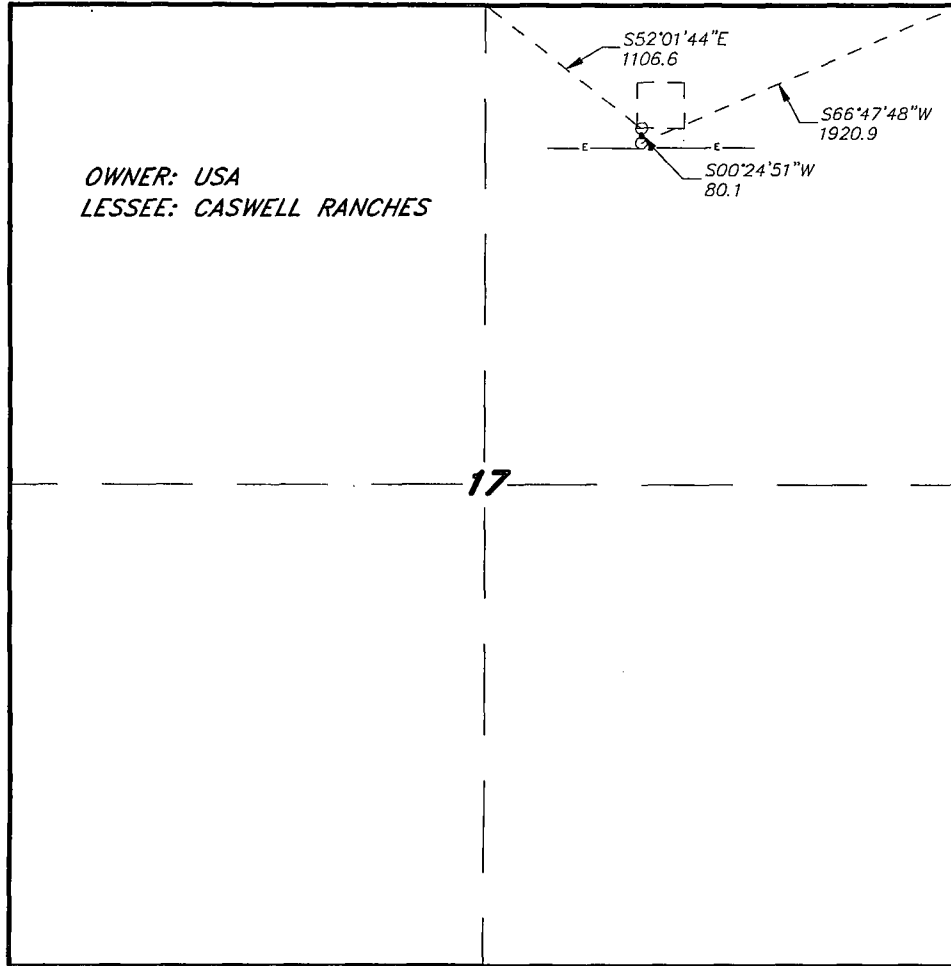 S52°01'44"E
1106.6
S66°47'48"W
1920.9
E E
S00°24'51"W
80.1
OWNER: USA
LESSEE: CASWELL RANCHES
17